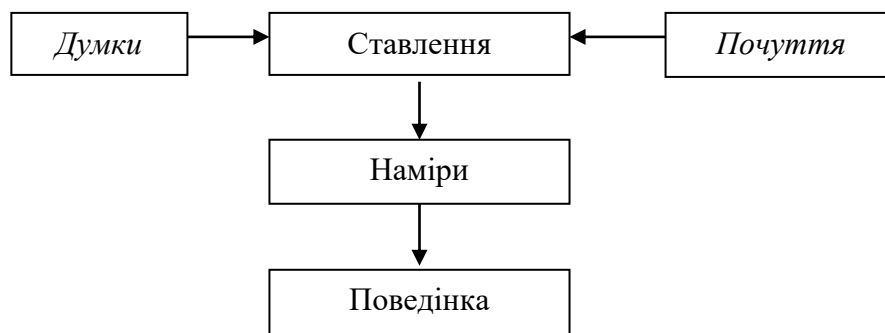 Думки
Ставлення
Почуття
Наміри
Поведінка